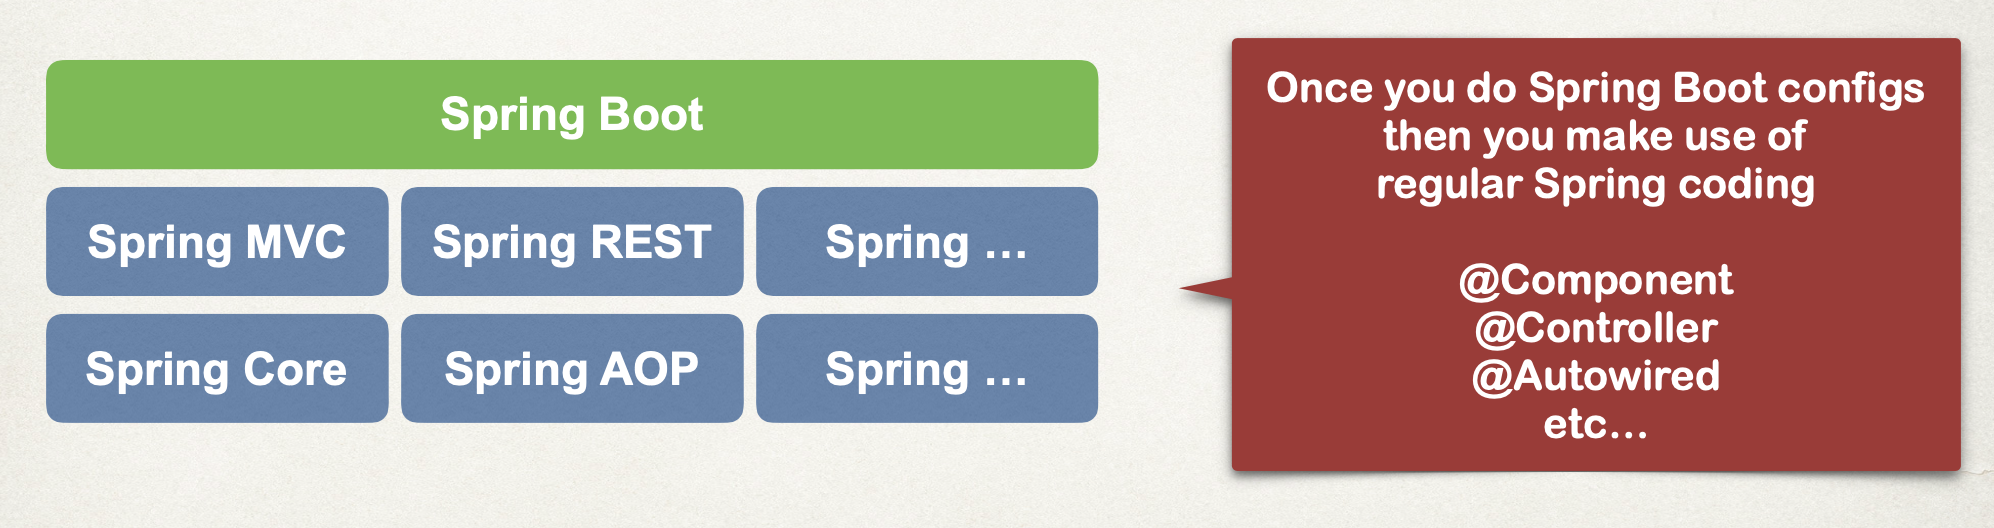 Spring Boot
Spring MVC
Spring REST
Spring …
Spring Core
Spring AOP
Spring …
Once you do Spring Boot configs
then you make use of
regular Spring coding
@Component
@Controller
@Autowired
etc…